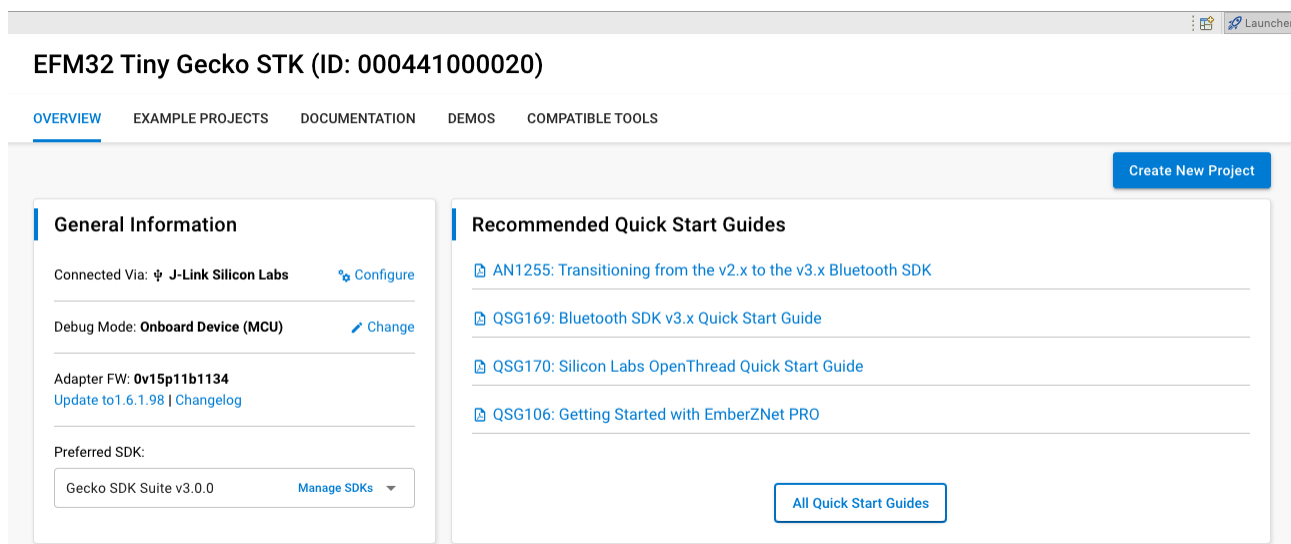 Launcher
EFM32 Tiny Gecko STK (ID: 000441000020)
OVERVIEW EXAMPLE PROJECTS DOCUMENTATION DEMOS COMPATIBLE TOOLS
Create New Project
General Information
Connected Via: J-Link Silicon Labs Configure
Debug Mode: Onboard Device (MCU) Change
Adapter FW: 0v15p11b1134
Update to1.6.1.98 | Changelog
Preferred SDK:
Gecko SDK Suite v3.0.0 Manage SDKs
Recommended Quick Start Guides
AN1255: Transitioning from the v2.x to the v3.x Bluetooth SDK
QSG169: Bluetooth SDK v3.x Quick Start Guide
QSG170: Silicon Labs OpenThread Quick Start Guide
QSG106: Getting Started with EmberZNet PRO
All Quick Start Guides